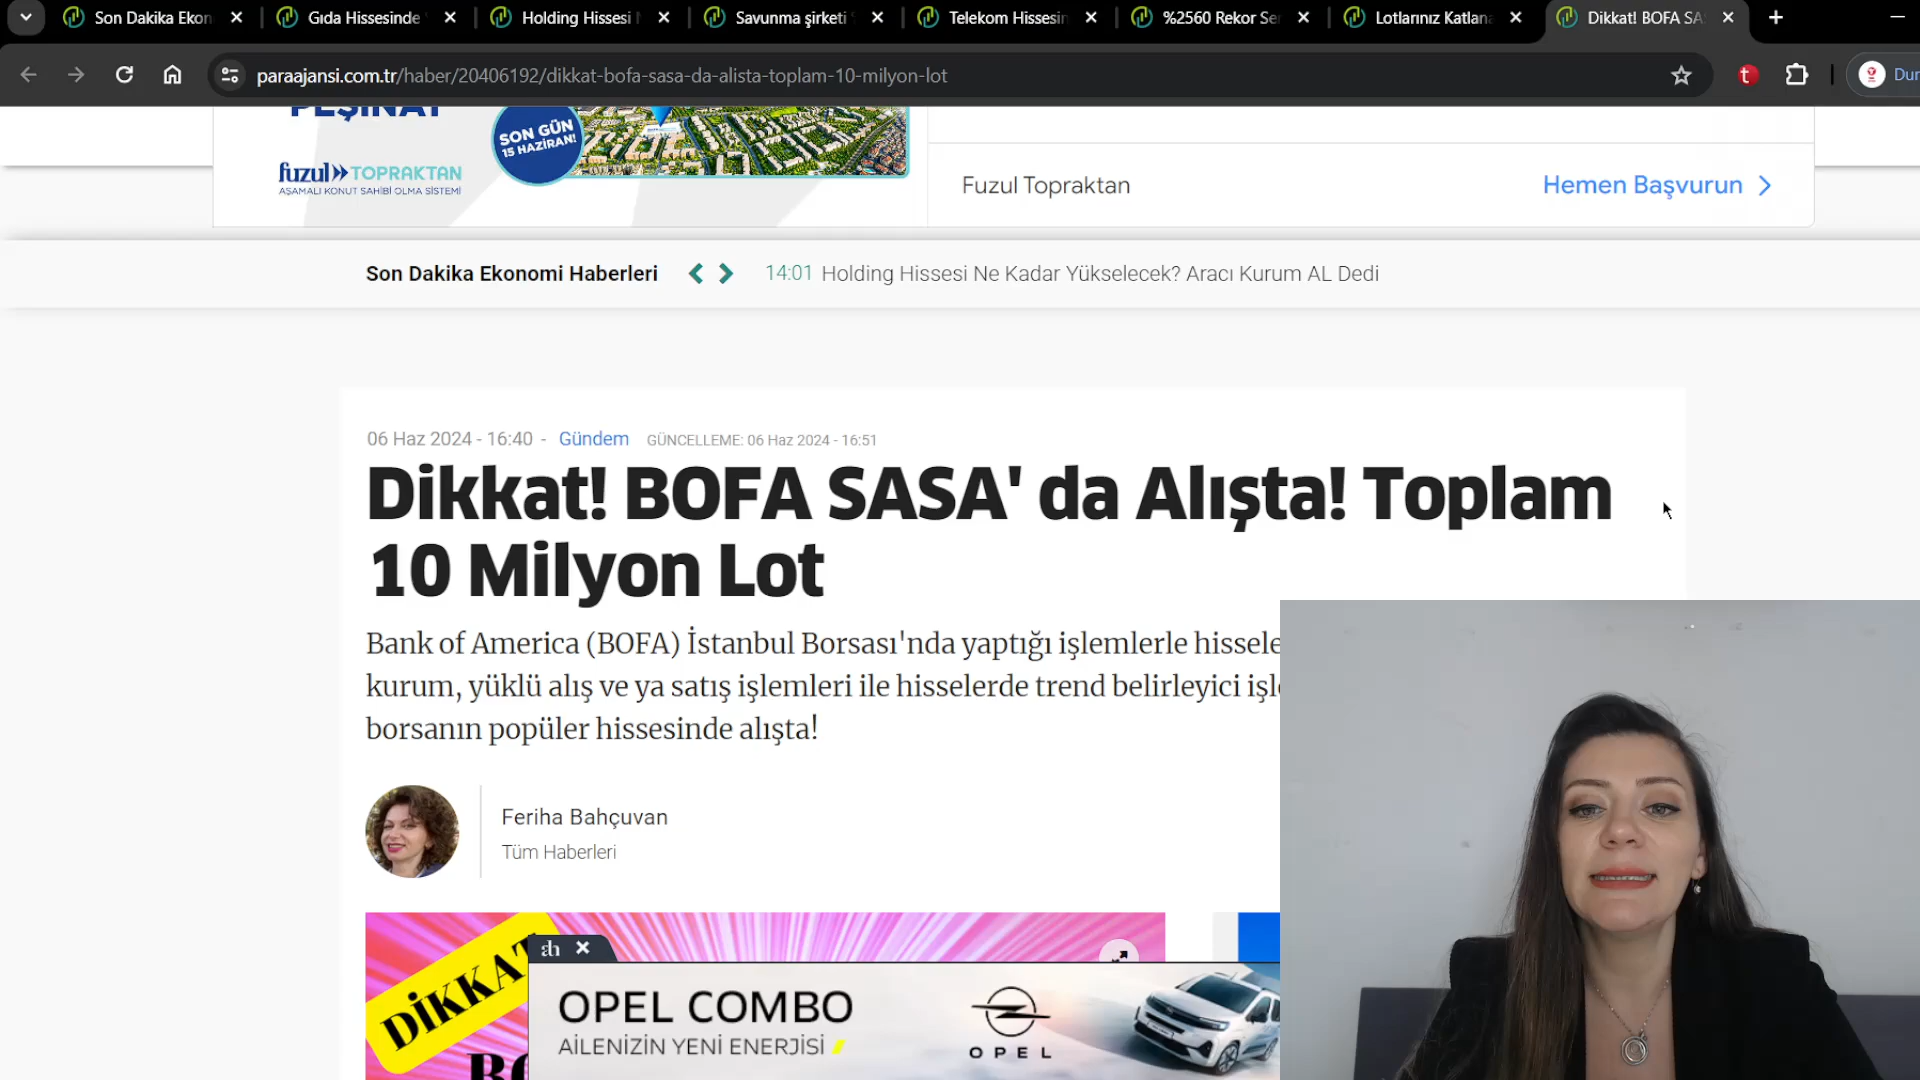 Son Dakika Ekon
Gıda Hissesinde
Holding Hissesi
Savunma şirketi
Telekom Hissesin
%2560 Rekor Se
Lotlarınız Katlana
Dikkat! BOFA SA
paraajansi.com.tr/haber/20406192/dikkat-bofa-sasa-da-alista-toplam-10-milyon-lot
Dur
PEŞİNAT
SON GÜN
15 HAZİRAN!
fuzul TOPRAKTAN
AŞAMALI KONUT SAHİBİ OLMA SİSTEMİ
Fuzul Topraktan
Hemen Başvurun
Son Dakika Ekonomi Haberleri
14:01 Holding Hissesi Ne Kadar Yükselecek? Aracı Kurum AL Dedi
06 Haz 2024 - 16:40 - Gündem GÜNCELLEME: 06 Haz 2024 - 16:51
Dikkat! BOFA SASA' da Alışta! Toplam
10 Milyon Lot
Bank of America (BOFA) İstanbul Borsası'nda yaptığı işlemlerle hissele
kurum, yüklü alış ve ya satış işlemleri ile hisselerde trend belirleyici işl
borsanın popüler hissesinde alışta!
Feriha Bahçuvan
Tüm Haberleri
DİKKAT
BO
OPEL COMBO
AİLENİZİN YENİ ENERJİSİ
OPEL